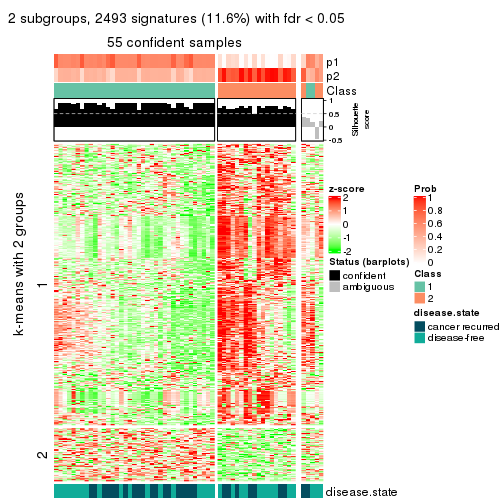 2 subgroups, 2493 signatures (11.6%) with fdr < 0.05
55 confident samples
p1
p2
Class
1
0.5
0
-0.5
Silhouette
score
k-means with 2 groups
1
2
z-score
2
1
0
-1
-2
Status (barplots)
confident
ambiguous
Prob
1
0.8
0.6
0.4
0.2
0
Class
1
2
disease.state
cancer recurred
disease-free
disease.state